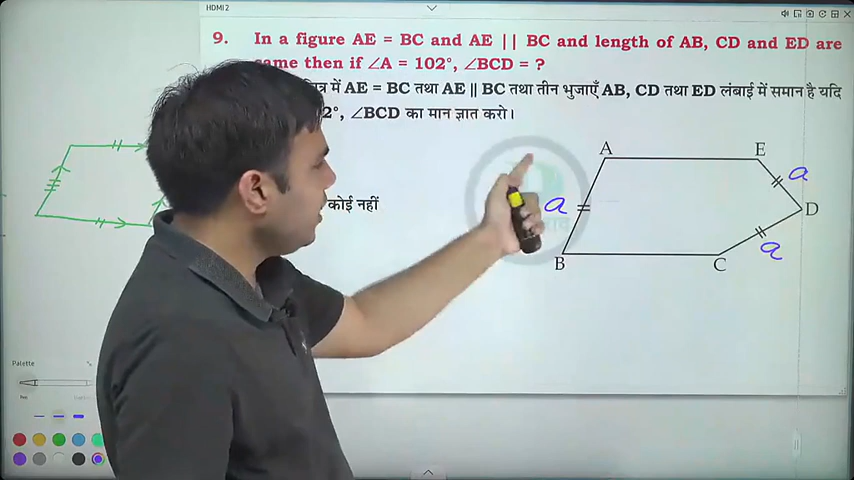 HDMI 2
9. In a figure AE = BC and AE || BC and length of AB, CD and ED are
same then if ∠A = 102°, ∠BCD = ?
में AE = BC तथा AE || BC तथा तीन भुजाएँ AB, CD तथा ED लंबाई में समान है यदि
2°, ∠BCD का मान ज्ञात करो।
कोई नहीं
A E
a
a
D
B C
a
Palette